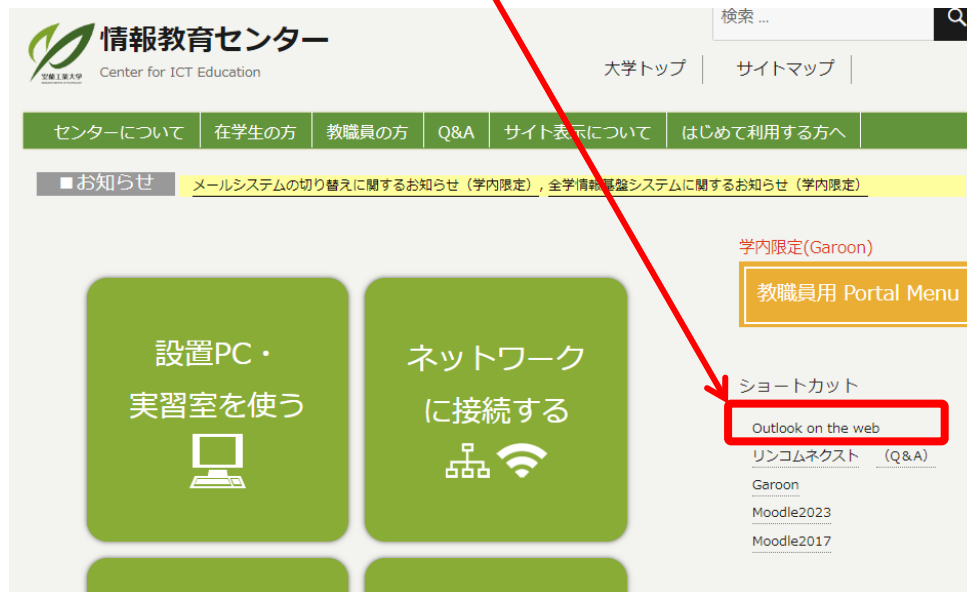 検索 ...
情報教育センター
Center for ICT Education
大学トップ
サイトマップ
センターについて
在学生の方
教職員の方
Q&A
サイト表示について
はじめて利用する方へ
■お知らせ
メールシステムの切り替えに関するお知らせ（学内限定）, 全学情報基盤システムに関するお知らせ（学内限定）
学内限定(Garoon)
教職員用 Portal Menu
設置PC・
実習室を使う
ネットワーク
に接続する
ショートカット
Outlook on the web
リンコムネクスト （Q&A）
Garoon
Moodle2023
Moodle2017